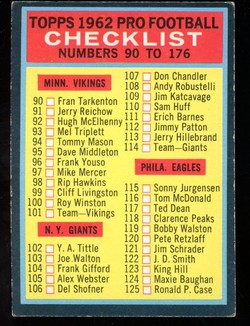 TOPPS 1962 PRO FOOTBALL
CHECKLIST
NUMBERS 90 TO 176
MINN. VIKINGS
90 Fran Tarkenton
91 Jerry Reichow
92 Hugh McElhenny
93 Mel Triplett
94 Tommy Mason
95 Dave Middleton
96 Frank Youso
97 Mike Mercer
98 Rip Hawkins
99 Cliff Livingston
100 Roy Winston
101 Team—Vikings
N. Y. GIANTS
102 Y. A. Tittle
103 Joe Walton
104 Frank Gifford
105 Alex Webster
106 Del Shofner
107 Don Chandler
108 Andy Robustelli
109 Jim Katcavage
110 Sam Huff
111 Erich Barnes
112 Jimmy Patton
113 Jerry Hillebrand
114 Team—Giants
PHILA. EAGLES
115 Sonny Jurgensen
116 Tom McDonald
117 Ted Dean
118 Clarence Peaks
119 Bobby Walston
120 Pete Retzlaff
121 Jim Schrader
122 J. D. Smith
123 King Hill
124 Maxie Baughan
125 Ronald P. Case